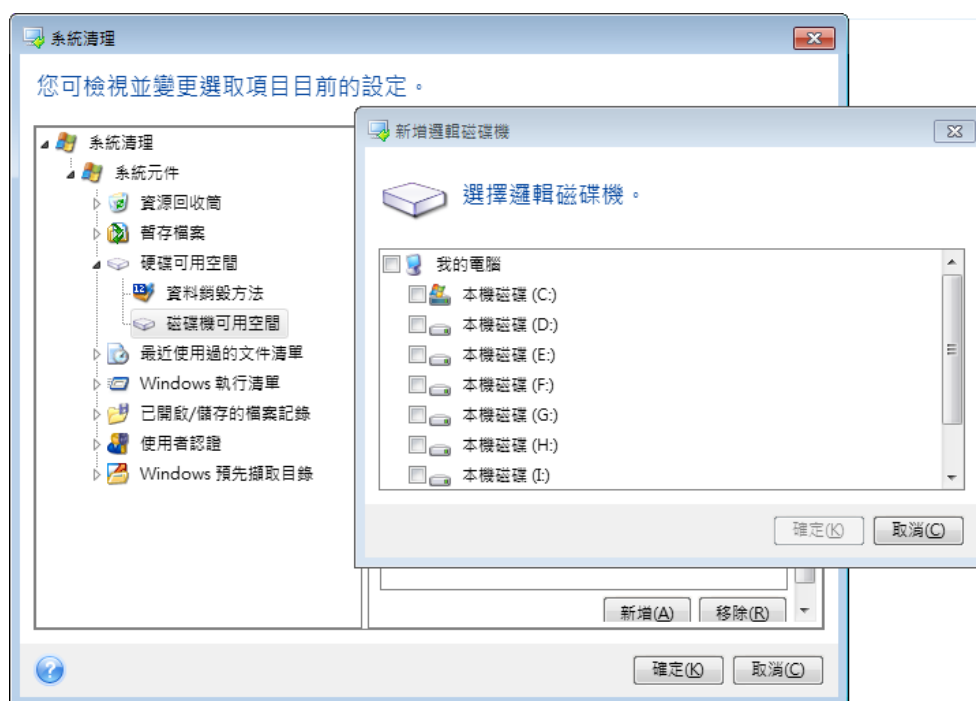 系統清理
您可檢視並變更選取項目目前的設定。
系統清理
系統元件
資源回收筒
暫存檔案
硬碟可用空間
資料銷毀方法
磁碟機可用空間
最近使用過的文件清單
Windows 執行清單
已開啟/儲存的檔案記錄
使用者認證
Windows 預先擷取目錄
新增邏輯磁碟機
選擇邏輯磁碟機。
我的電腦
本機磁碟 (C:)
本機磁碟 (D:)
本機磁碟 (E:)
本機磁碟 (F:)
本機磁碟 (G:)
本機磁碟 (H:)
本機磁碟 (I:)
確定(K) 取消(C)
新增(A) 移除(R)
確定(K) 取消(C)